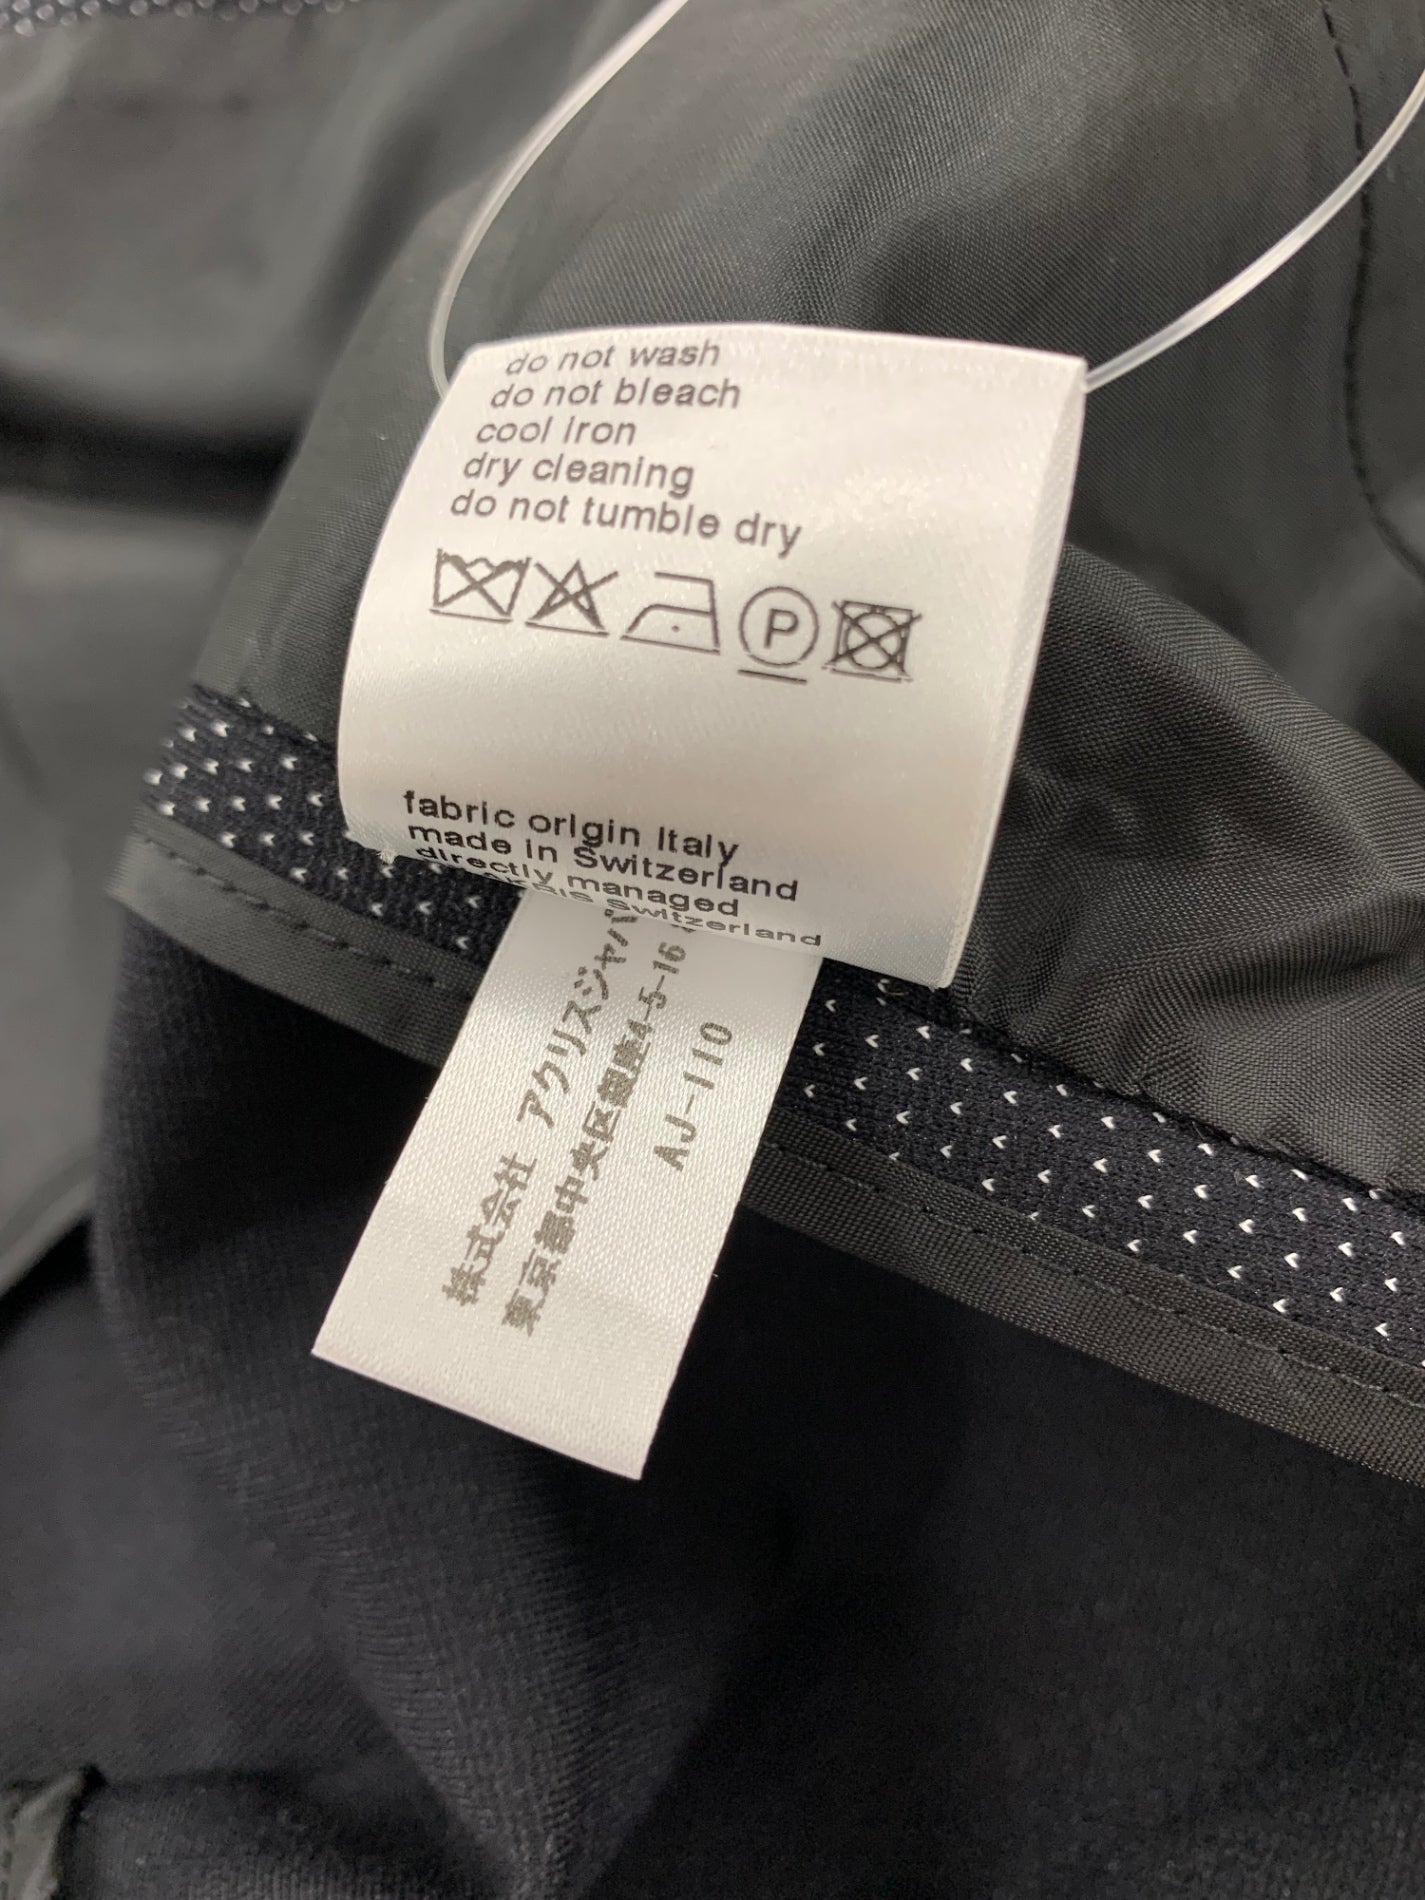 do not wash
do not bleach
cool iron
dry cleaning
do not tumble dry
P
fabric origin Italy
made in Switzerland
directly managed
Switzerland
株式会社 アクリスジャパ
東京都中央区銀座4-5-16
AJ-110